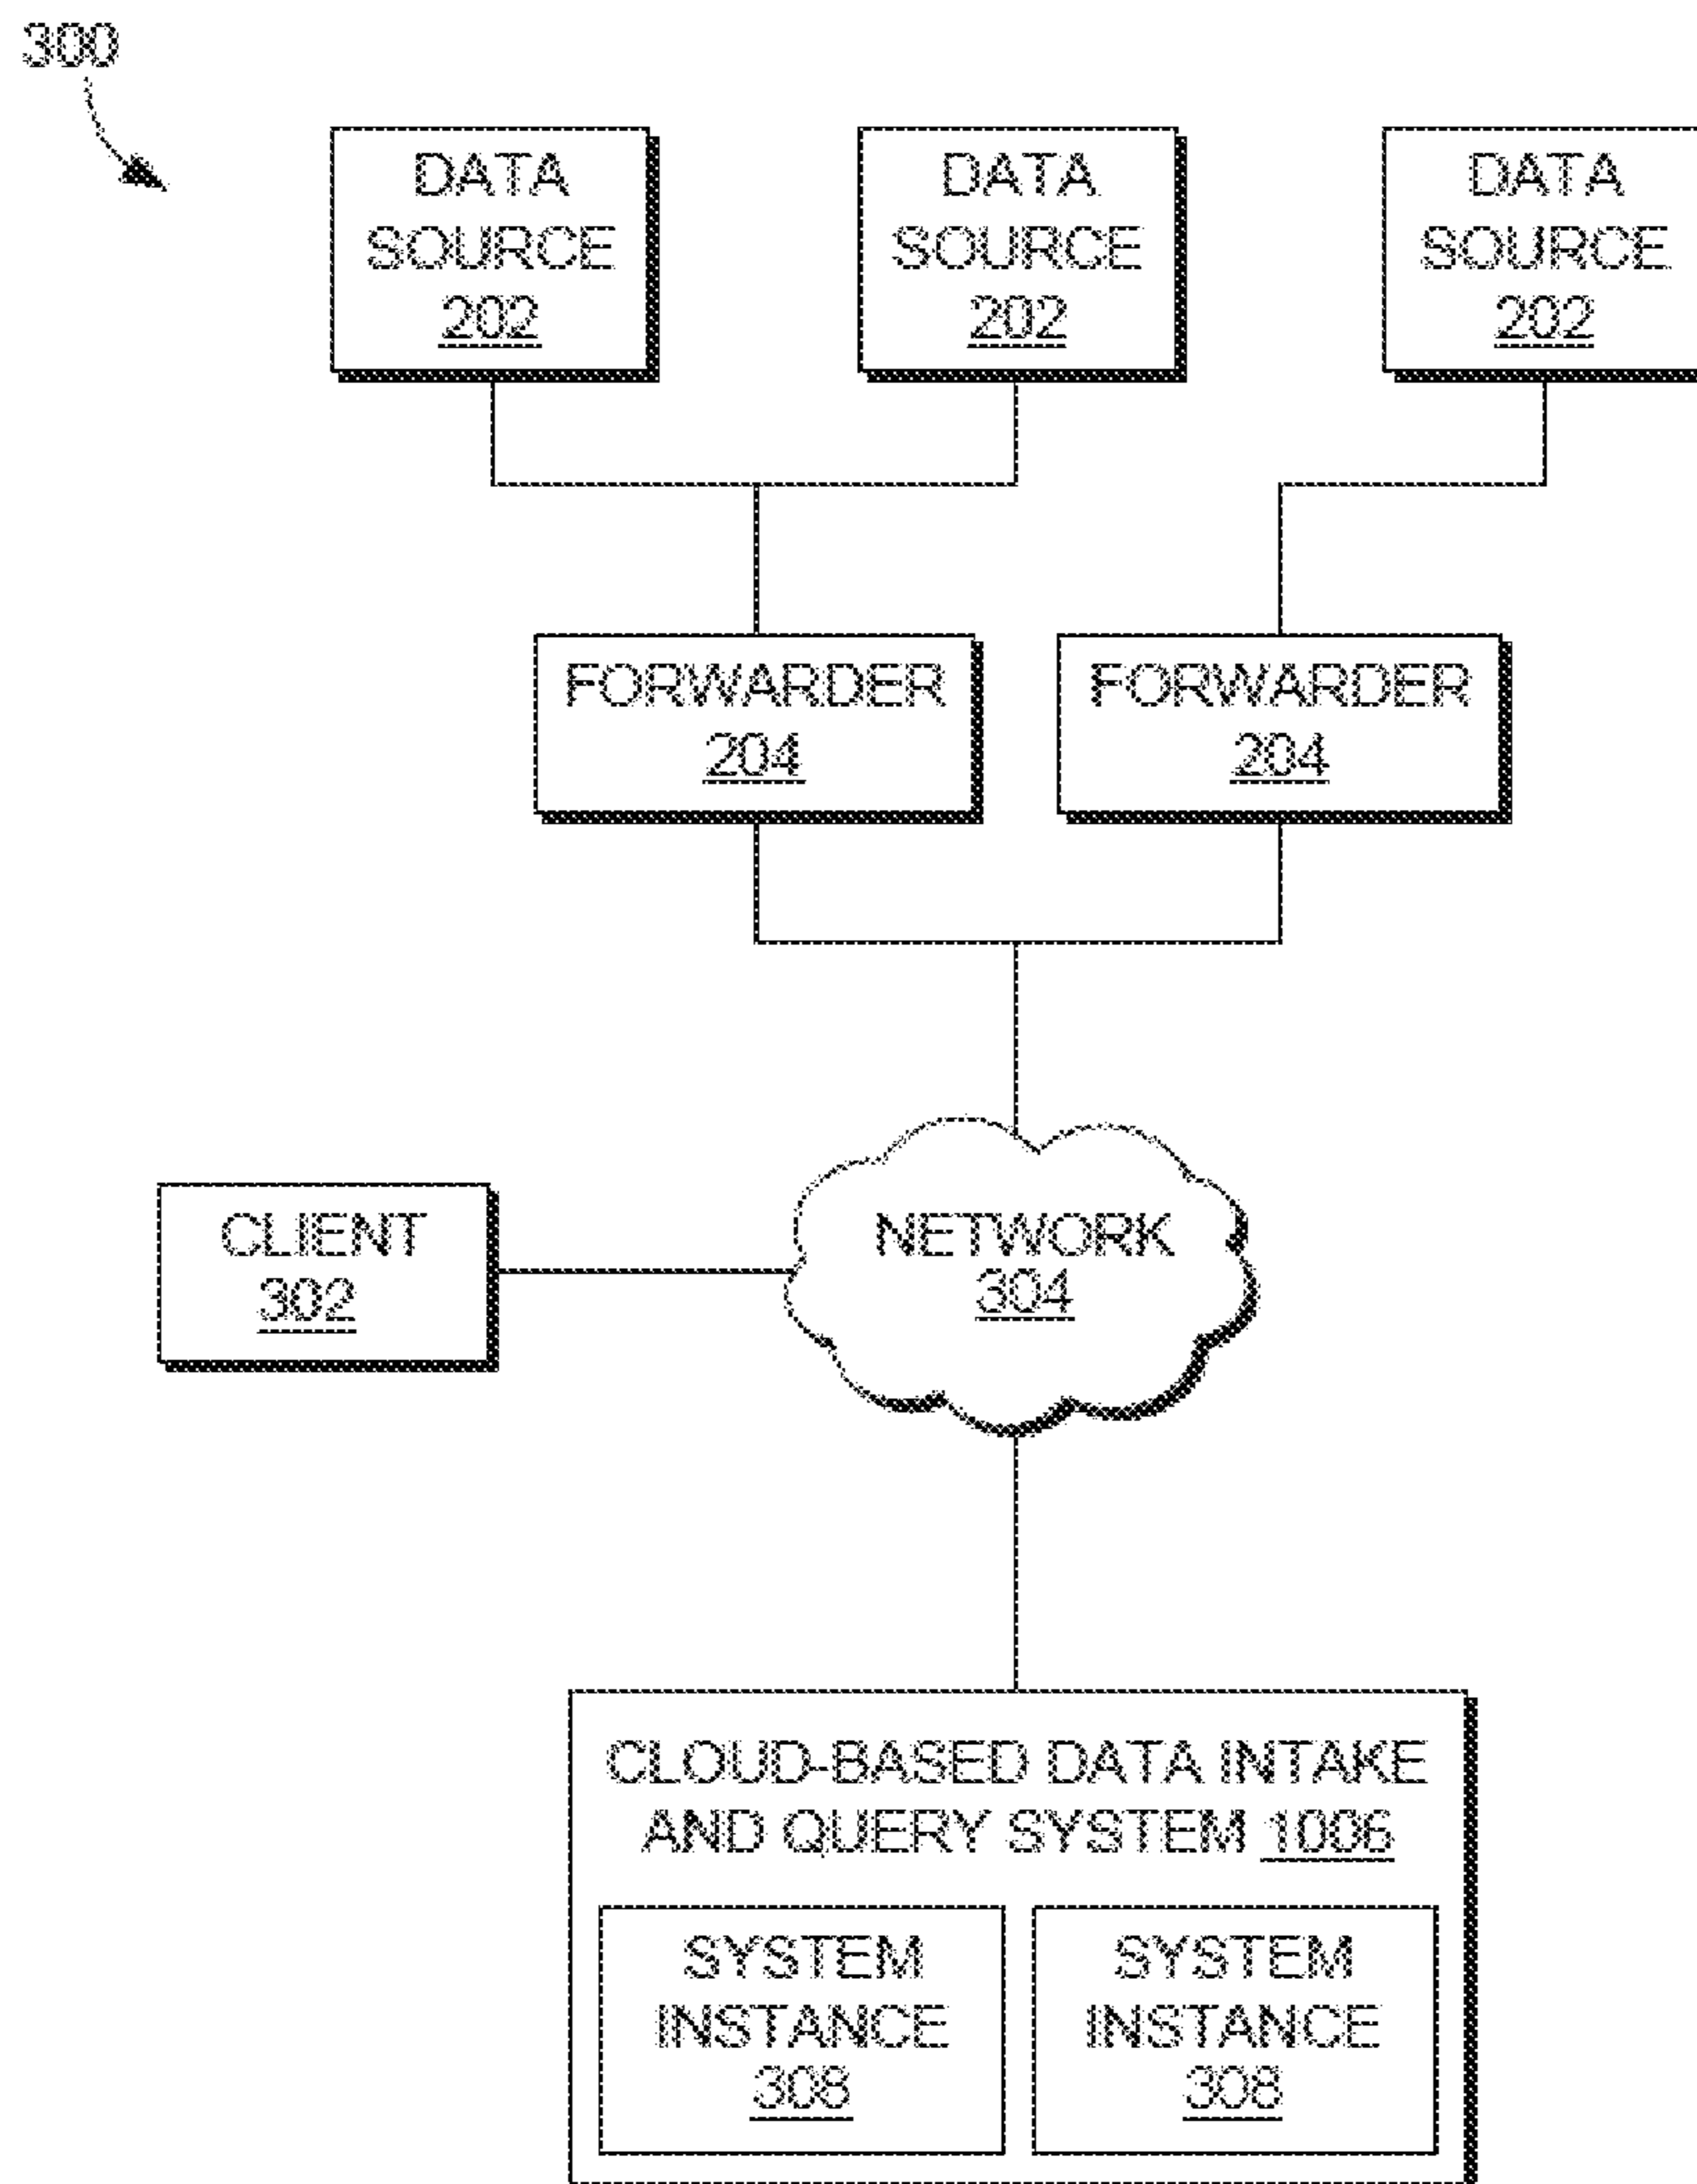 300
DATA
SOURCE
202
DATA
SOURCE
202
DATA
SOURCE
202
FORWARDER
204
FORWARDER
204
CLIENT
302
NETWORK
304
CLOUD-BASED DATA INTAKE
AND QUERY SYSTEM 1006
SYSTEM
INSTANCE
308
SYSTEM
INSTANCE
308